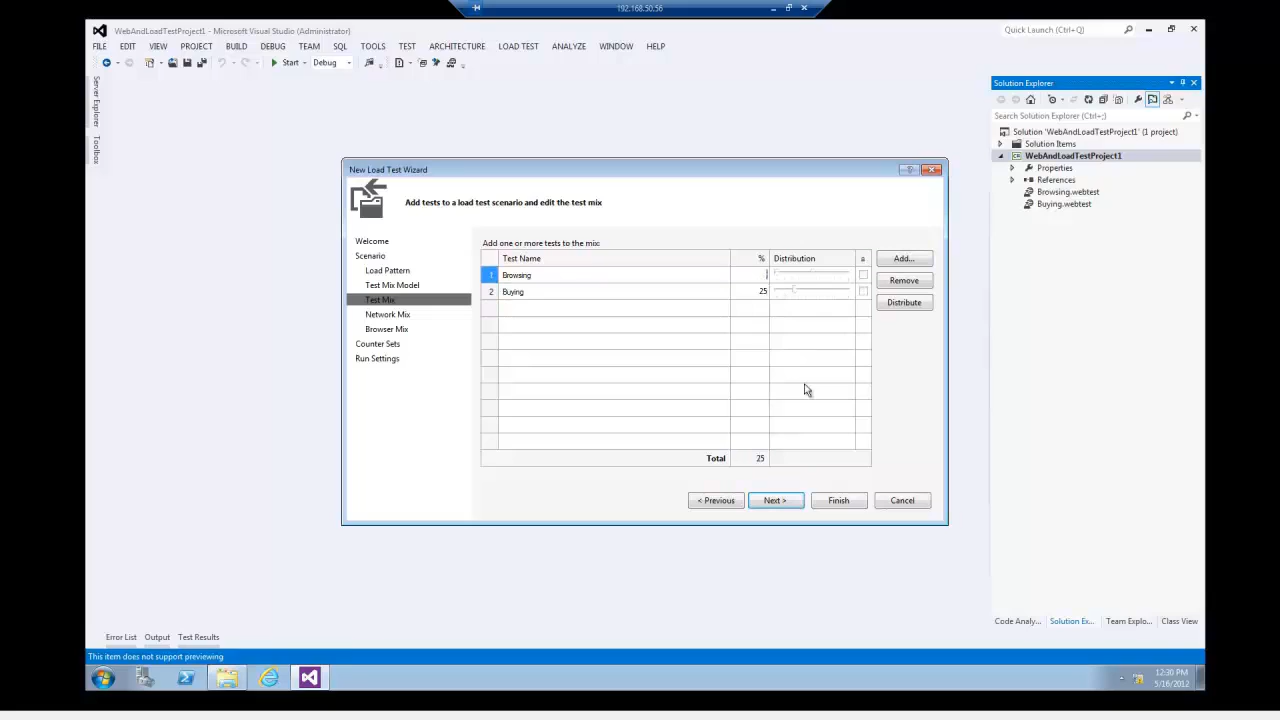 192.168.50.56
WebAndLoadTestProject1 - Microsoft Visual Studio (Administrator)
Quick Launch (Ctrl+Q)
FILE EDIT VIEW PROJECT BUILD DEBUG TEAM SQL TOOLS TEST ARCHITECTURE LOAD TEST ANALYZE WINDOW HELP
Start Debug
Server Explorer
Toolbox
Solution Explorer
Search Solution Explorer (Ctrl+;)
Solution 'WebAndLoadTestProject1' (1 project)
Solution Items
WebAndLoadTestProject1
Properties
References
Browsing.webtest
Buying.webtest
New Load Test Wizard
Add tests to a load test scenario and edit the test mix
Welcome
Scenario
Load Pattern
Test Mix Model
Test Mix
Network Mix
Browser Mix
Counter Sets
Run Settings
Add one or more tests to the mix:
Test Name % Distribution a
1 Browsing
2 Buying 25
Total 25
Add...
Remove
Distribute
< Previous Next > Finish Cancel
Code Analy... Solution Ex... Team Explo... Class View
Error List Output Test Results
This item does not support previewing
12:30 PM
5/16/2012